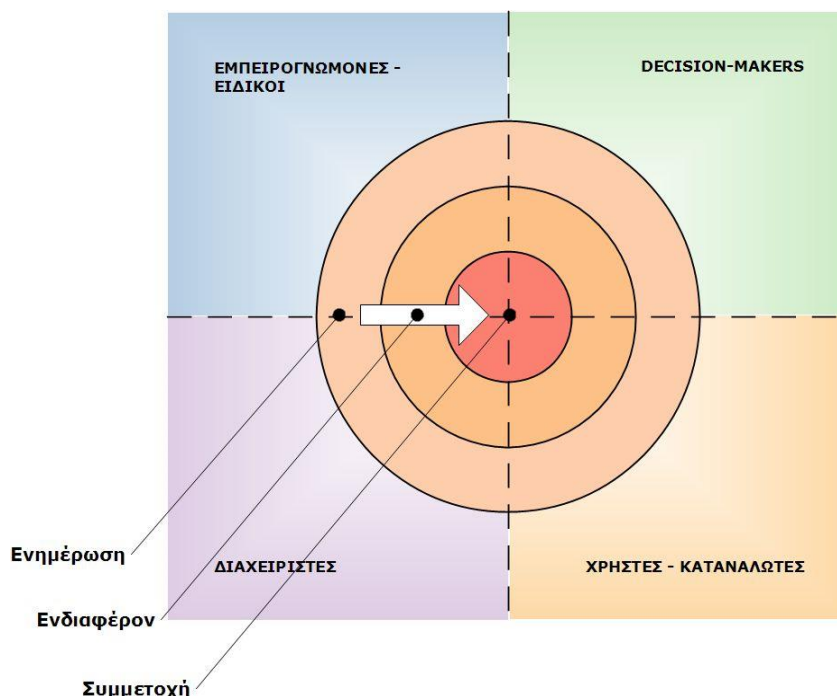 ΕΜΠΕΙΡΟΓΝΩΜΟΝΕΣ -
ΕΙΔΙΚΟΙ
DECISION-MAKERS
Ενημέρωση
ΔΙΑΧΕΙΡΙΣΤΕΣ
ΧΡΗΣΤΕΣ - ΚΑΤΑΝΑΛΩΤΕΣ
Ενδιαφέρον
Συμμετοχή